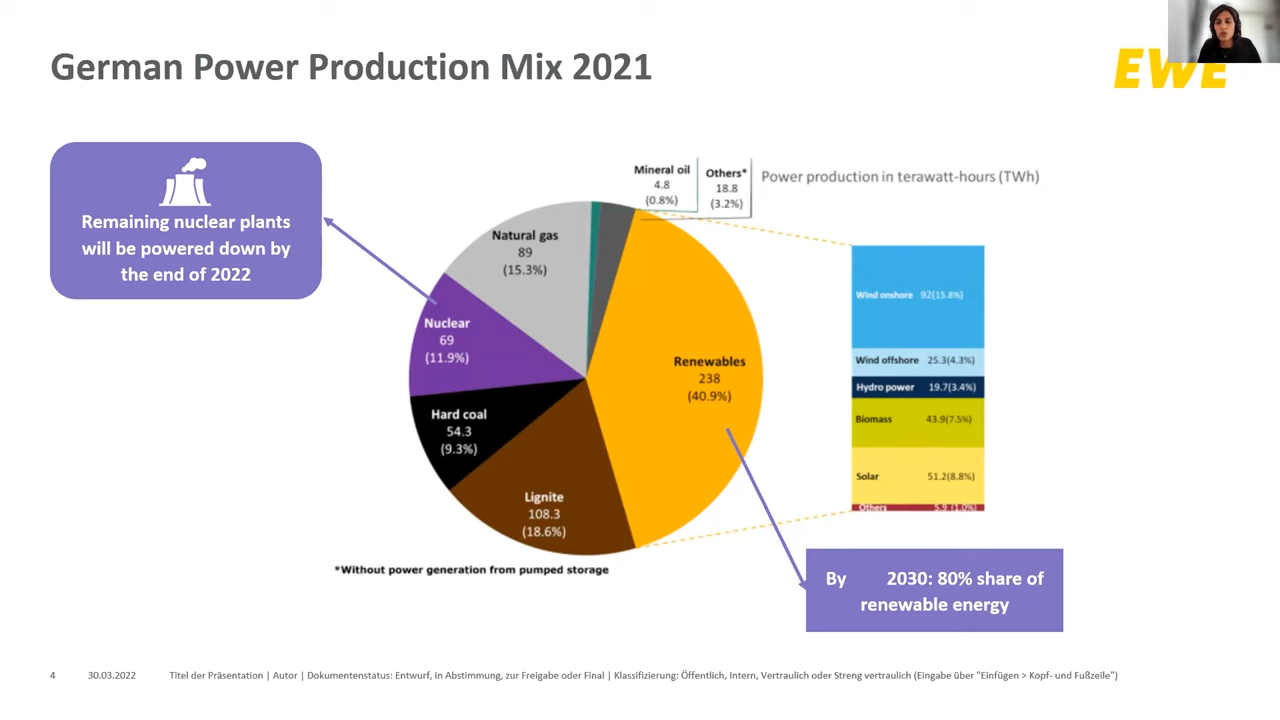 German Power Production Mix 2021
EWE
Remaining nuclear plants
will be powered down by
the end of 2022
Mineral oil
4.8
(0.8%)
Others*
18.8
(3.2%)
Power production in terawatt-hours (TWh)
Natural gas
89
(15.3%)
Nuclear
69
(11.9%)
Hard coal
54.3
(9.3%)
Lignite
108.3
(18.6%)
Renewables
238
(40.9%)
Wind onshore 92(15.8%)
Wind offshore 25.3(4.3%)
Hydro power 19.7(3.4%)
Biomass 43.9(7.5%)
Solar 51.2(8.8%)
Others 5.9 (1.0%)
*Without power generation from pumped storage
By 2030: 80% share of
renewable energy
4 30.03.2022 Titel der Präsentation | Autor | Dokumentenstatus: Entwurf, in Abstimmung, zur Freigabe oder Final | Klassifizierung: Öffentlich, Intern, Vertraulich oder Streng vertraulich (Eingabe über "Einfügen > Kopf- und Fußzeile")